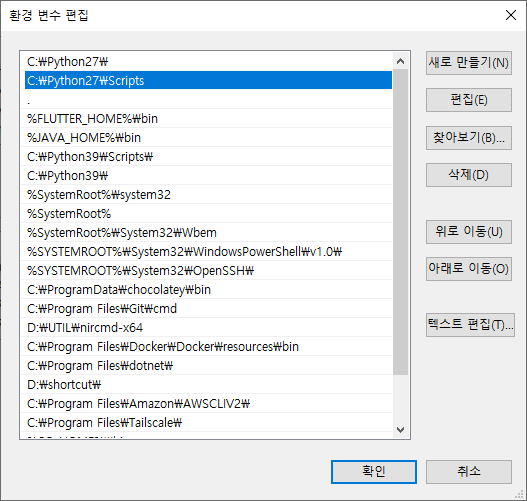 환경 변수 편집
C:₩Python27₩
C:₩Python27₩Scripts
.
%FLUTTER_HOME%₩bin
%JAVA_HOME%₩bin
C:₩Python39₩Scripts₩
C:₩Python39₩
%SystemRoot%₩system32
%SystemRoot%
%SystemRoot%₩System32₩Wbem
%SYSTEMROOT%₩System32₩WindowsPowerShell₩v1.0₩
%SYSTEMROOT%₩System32₩OpenSSH₩
C:₩ProgramData₩chocolatey₩bin
C:₩Program Files₩Git₩cmd
D:₩UTIL₩nircmd-x64
C:₩Program Files₩Docker₩Docker₩resources₩bin
C:₩Program Files₩dotnet₩
D:₩shortcut₩
C:₩Program Files₩Amazon₩AWSCLIV2₩
C:₩Program Files₩Tailscale₩
새로 만들기(N)
편집(E)
찾아보기(B)...
삭제(D)
위로 이동(U)
아래로 이동(O)
텍스트 편집(T)...
확인
취소